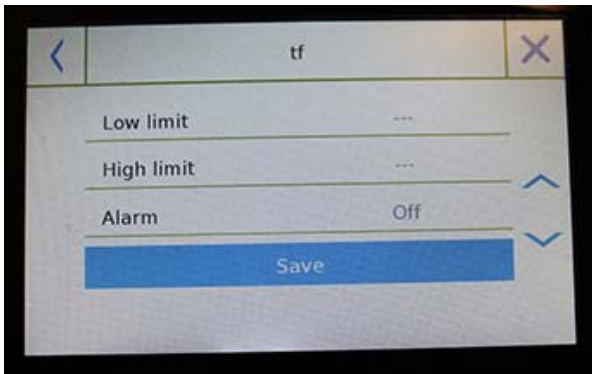 tf
Low limit ---
High limit ---
Alarm Off
Save